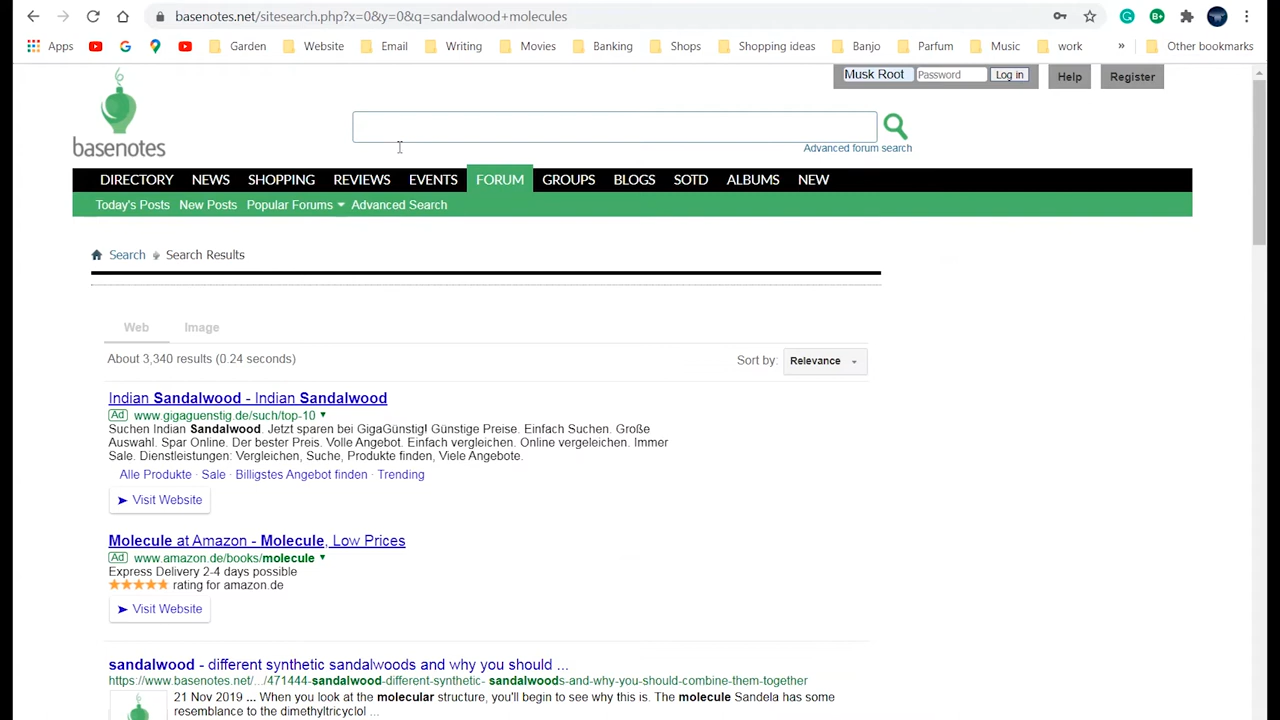 basenotes.net/sitesearch.php?x=0&y=0&q=sandalwood+molecules
Apps Garden Website Email Writing Movies Banking Shops Shopping ideas Banjo Parfum Music work » Other bookmarks
Musk Root Password Log in Help Register
basenotes
Advanced forum search
DIRECTORY NEWS SHOPPING REVIEWS EVENTS FORUM GROUPS BLOGS SOTD ALBUMS NEW
Today's Posts New Posts Popular Forums Advanced Search
Search Search Results
Web Image
About 3,340 results (0.24 seconds)
Sort by: Relevance
Indian Sandalwood - Indian Sandalwood
Ad www.gigaguenstig.de/such/top-10
Suchen Indian Sandalwood. Jetzt sparen bei GigaGünstig! Günstige Preise. Einfach Suchen. Große
Auswahl. Spar Online. Der bester Preis. Volle Angebot. Einfach vergleichen. Online vergeleichen. Immer
Sale. Dienstleistungen: Vergleichen, Suche, Produkte finden, Viele Angebote.
Alle Produkte · Sale · Billigstes Angebot finden · Trending
Visit Website
Molecule at Amazon - Molecule, Low Prices
Ad www.amazon.de/books/molecule
Express Delivery 2-4 days possible
rating for amazon.de
Visit Website
sandalwood - different synthetic sandalwoods and why you should ...
https://www.basenotes.net/.../471444-sandalwood-different-synthetic- sandalwoods-and-why-you-should-combine-them-together
21 Nov 2019 ... When you look at the molecular structure, you'll begin to see why this is. The molecule Sandela has some
resemblance to the dimethyltricyclol ...